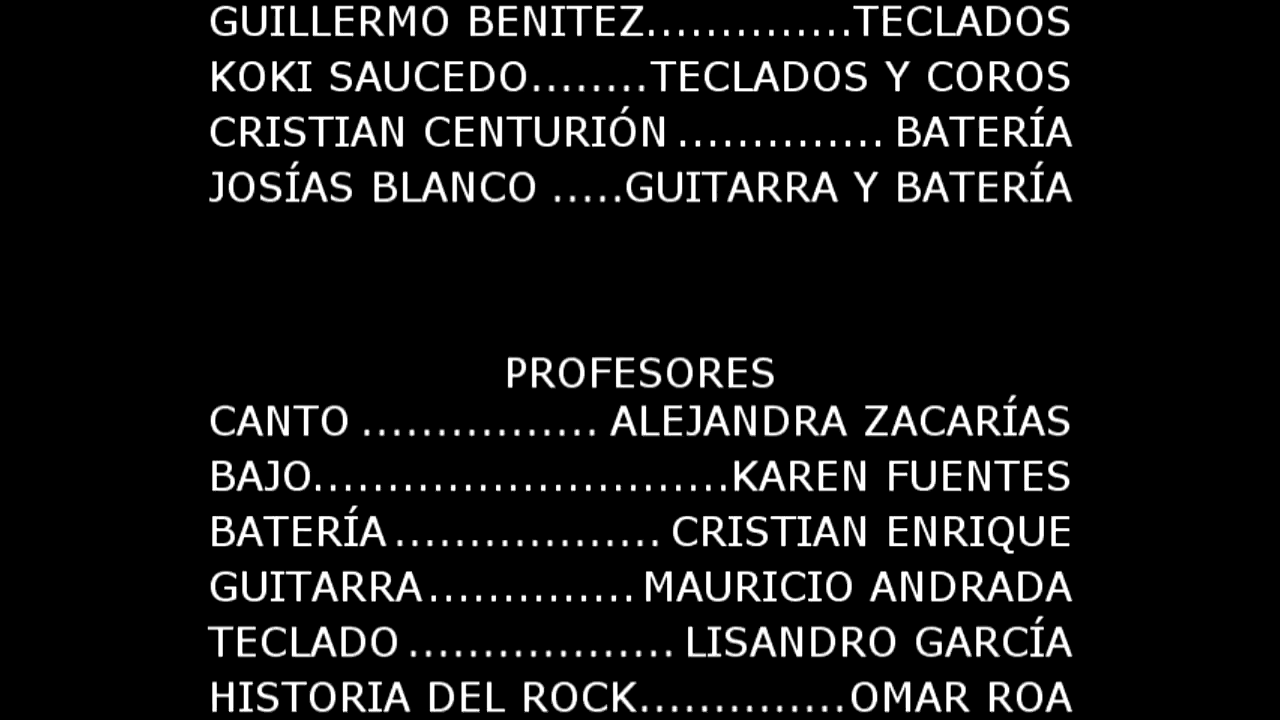 GUILLERMO BENITEZ..............TECLADOS
KOKI SAUCEDO........TECLADOS Y COROS
CRISTIAN CENTURIÓN .............. BATERÍA
JOSÍAS BLANCO .....GUITARRA Y BATERÍA
PROFESORES
CANTO ................ ALEJANDRA ZACARÍAS
BAJO............................KAREN FUENTES
BATERÍA .................. CRISTIAN ENRIQUE
GUITARRA .............. MAURICIO ANDRADA
TECLADO .................. LISANDRO GARCÍA
HISTORIA DEL ROCK..............OMAR ROA